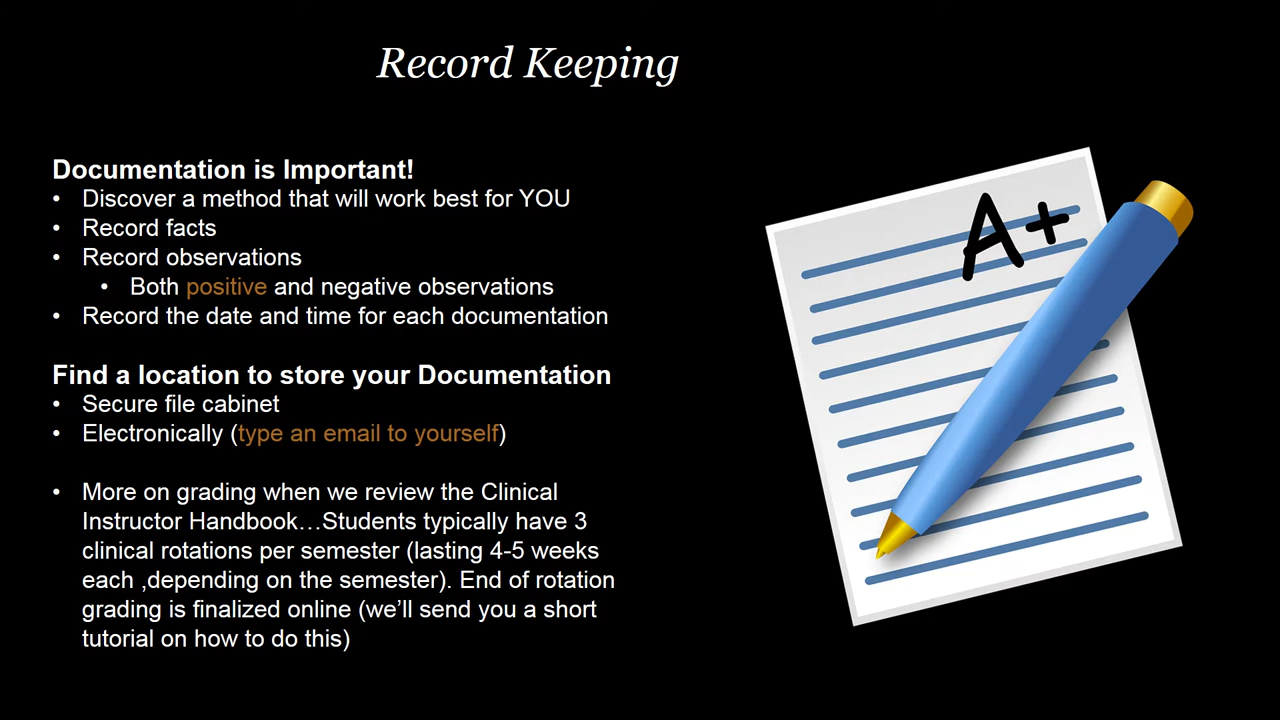 Record Keeping
Documentation is Important!
• Discover a method that will work best for YOU
• Record facts
• Record observations
• Both positive and negative observations
• Record the date and time for each documentation
Find a location to store your Documentation
• Secure file cabinet
• Electronically (type an email to yourself)
• More on grading when we review the Clinical
Instructor Handbook…Students typically have 3
clinical rotations per semester (lasting 4-5 weeks
each ,depending on the semester). End of rotation
grading is finalized online (we’ll send you a short
tutorial on how to do this)
A+